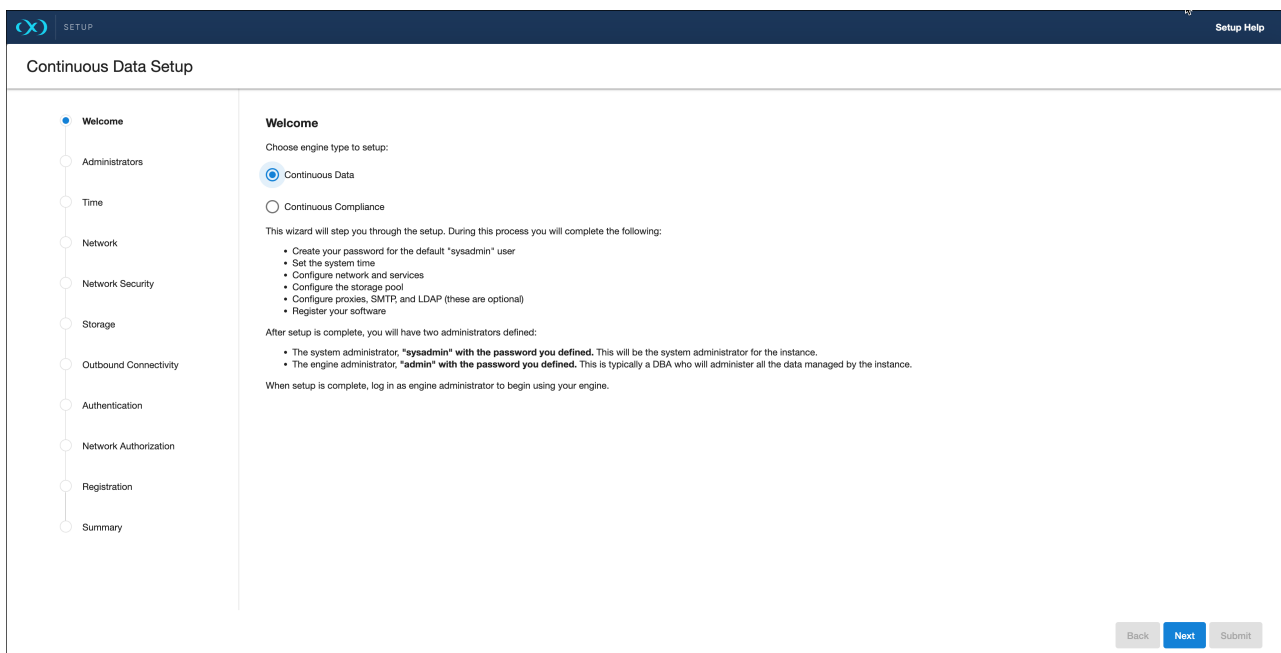 SETUP
Setup Help
Continuous Data Setup
Welcome
Administrators
Time
Network
Network Security
Storage
Outbound Connectivity
Authentication
Network Authorization
Registration
Summary
Welcome
Choose engine type to setup:
Continuous Data
Continuous Compliance
This wizard will step you through the setup. During this process you will complete the following:
• Create your password for the default "sysadmin" user
• Set the system time
• Configure network and services
• Configure the storage pool
• Configure proxies, SMTP, and LDAP (these are optional)
• Register your software
After setup is complete, you will have two administrators defined:
• The system administrator, "sysadmin" with the password you defined. This will be the system administrator for the instance.
• The engine administrator, "admin" with the password you defined. This is typically a DBA who will administer all the data managed by the instance.
When setup is complete, log in as engine administrator to begin using your engine.
Back
Next
Submit